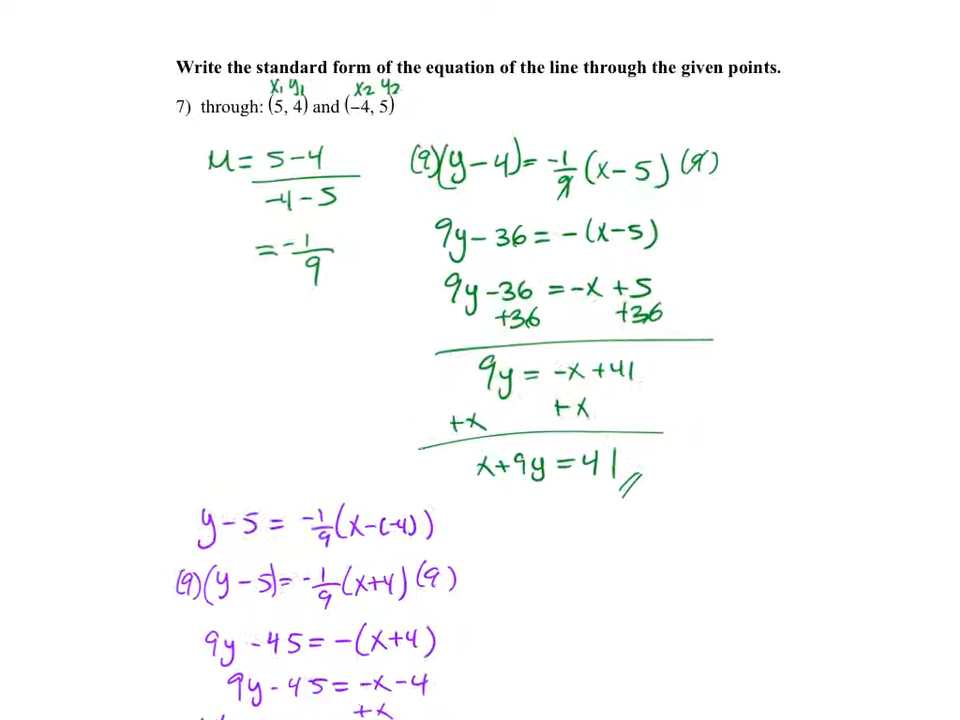 Write the standard form of the equation of the line through the given points.
x₁ y₁ x₂ y₂
7) through: (5, 4) and (−4, 5)
M = 5-4
-4-5
= -1/9
(9)(y-4) = -1/9 (x-5) (9)
9y - 36 = -(x-5)
9y - 36 = -x + 5
+36 +36
9y = -x + 41
+x +x
x + 9y = 41
y - 5 = -1/9 (x-(-4))
(9)(y - 5) = -1/9 (x+4) (9)
9y - 45 = -(x+4)
9y - 45 = -x - 4
+x